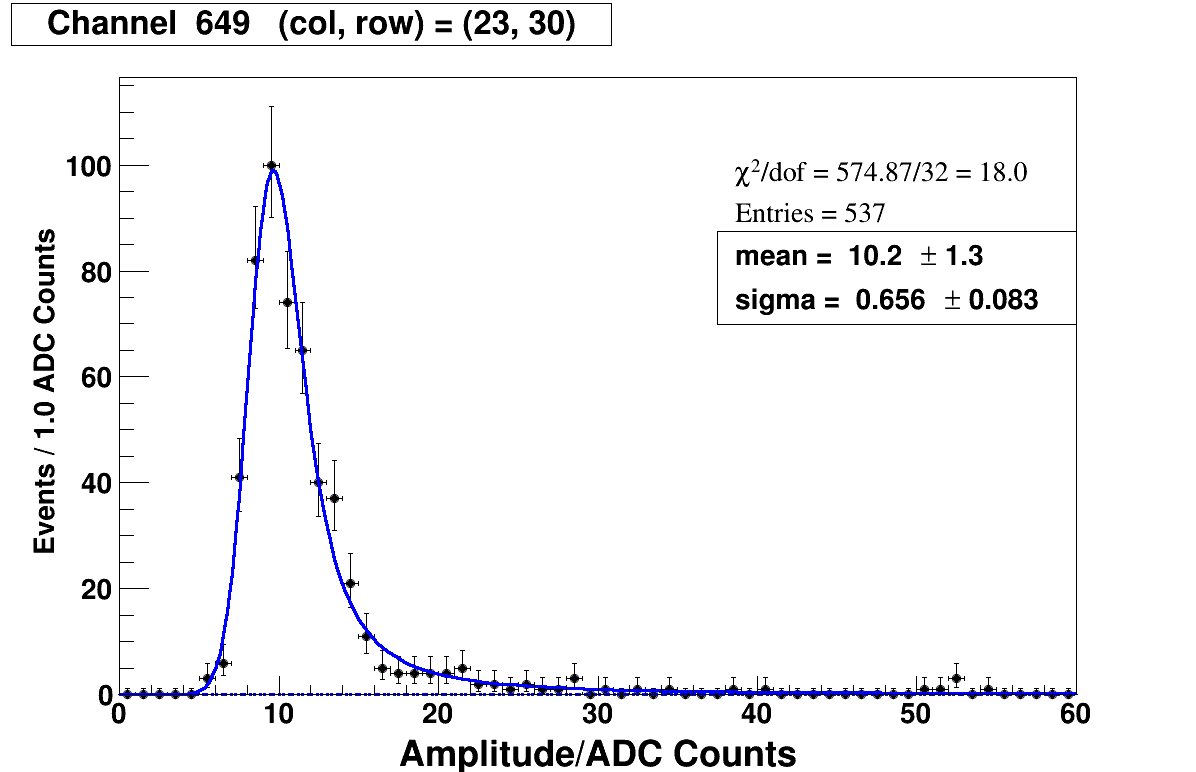 Channel 649 (col, row) = (23, 30)
χ²/dof = 574.87/32 = 18.0
Entries = 537
mean = 10.2 ± 1.3
sigma = 0.656 ± 0.083
Events / 1.0 ADC Counts
100
80
60
40
20
0
0 10 20 30 40 50 60
Amplitude/ADC Counts